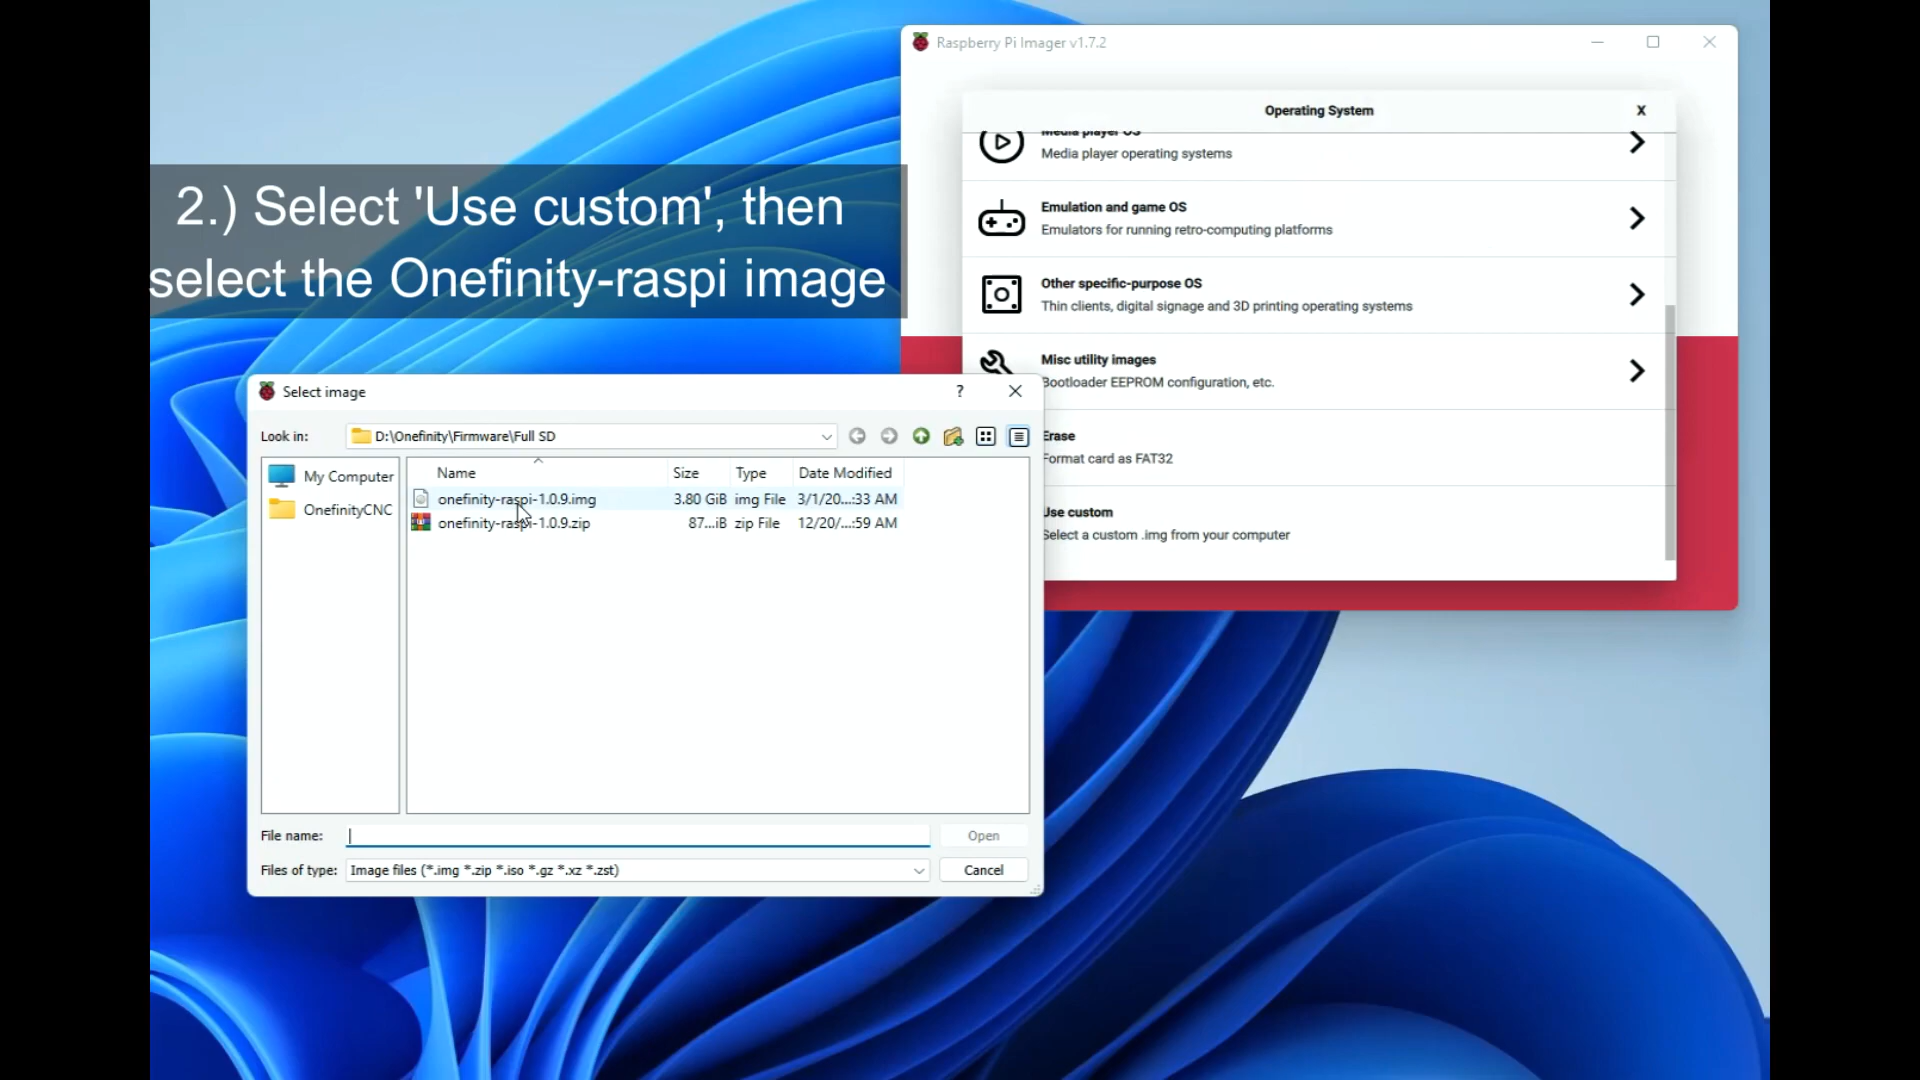 Raspberry Pi Imager v1.7.2
Operating System
X
Media player OS
Media player operating systems
2.) Select 'Use custom', then
select the Onefinity-raspi image
Emulation and game OS
Emulators for running retro-computing platforms
Other specific-purpose OS
Thin clients, digital signage and 3D printing operating systems
Misc utility images
Bootloader EEPROM configuration, etc.
Erase
Format card as FAT32
Use custom
Select a custom .img from your computer
Select image
?
Look in:
D:\Onefinity\Firmware\Full SD
My Computer
OnefinityCNC
Name Size Type Date Modified
onefinity-raspi-1.0.9.img 3.80 GiB img File 3/1/20...:33 AM
onefinity-raspi-1.0.9.zip 87...iB zip File 12/20/...:59 AM
File name:
Open
Files of type: Image files (*.img *.zip *.iso *.gz *.xz *.zst)
Cancel